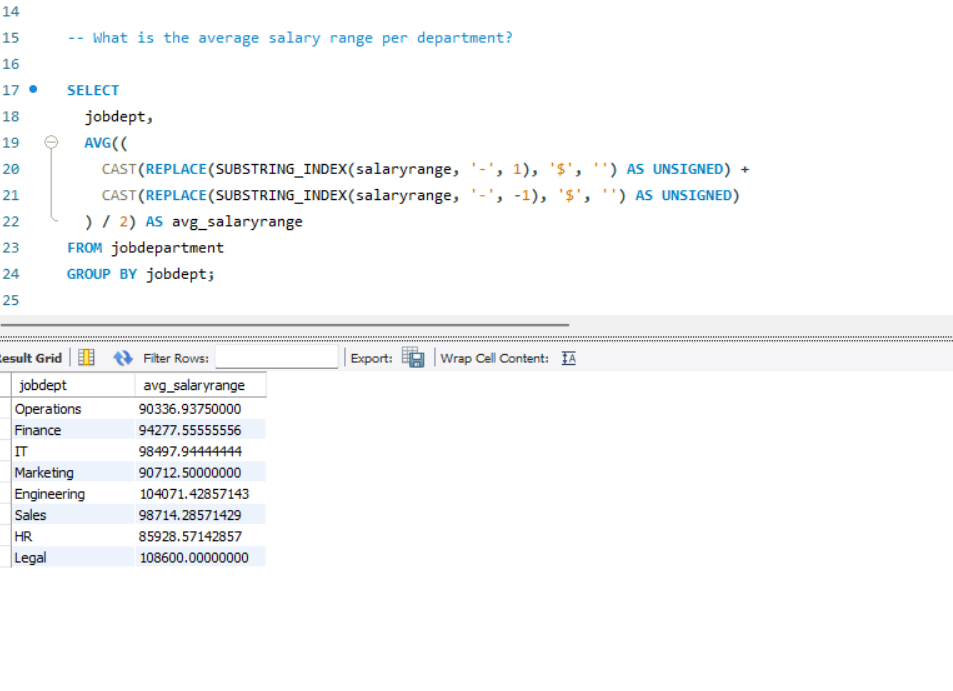 14
15 -- What is the average salary range per department?
16
17 SELECT
18 jobdept,
19 AVG((
20 CAST(REPLACE(SUBSTRING_INDEX(salaryrange, '-', 1), '$', '') AS UNSIGNED) +
21 CAST(REPLACE(SUBSTRING_INDEX(salaryrange, '-', -1), '$', '') AS UNSIGNED)
22 ) / 2) AS avg_salaryrange
23 FROM jobdepartment
24 GROUP BY jobdept;
25
Result Grid Filter Rows: Export: Wrap Cell Content: IA
jobdept avg_salaryrange
Operations 90336.93750000
Finance 94277.55555556
IT 98497.94444444
Marketing 90712.50000000
Engineering 104071.42857143
Sales 98714.28571429
HR 85928.57142857
Legal 108600.00000000